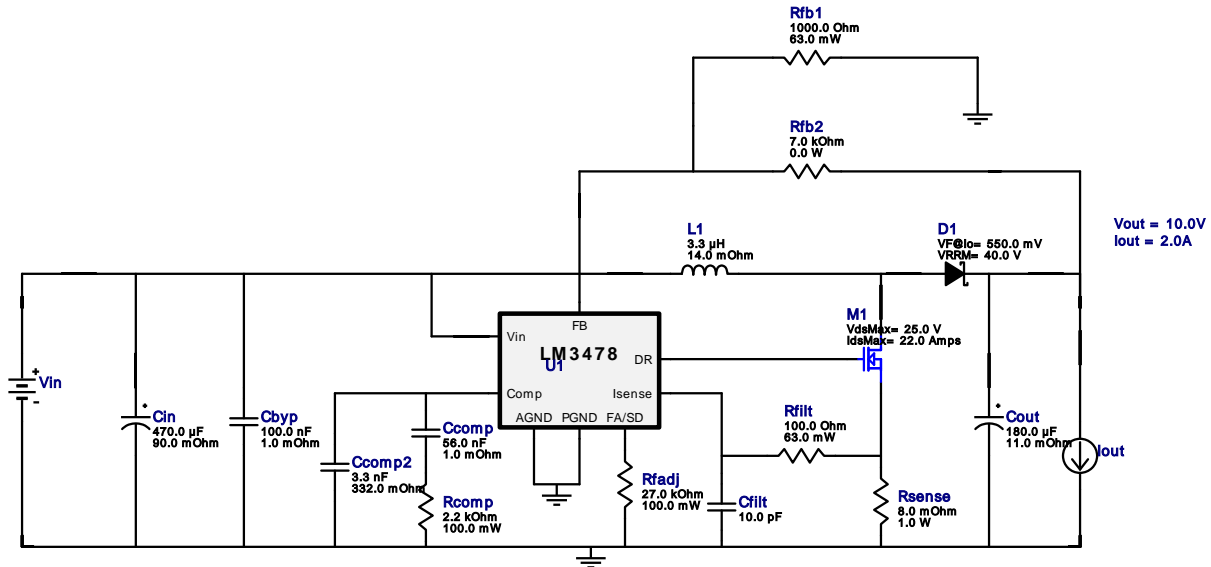 Rfb1
1000.0 Ohm
63.0 mW
Rfb2
7.0 kOhm
0.0 W
Vout = 10.0V
Iout = 2.0A
L1
3.3 µH
14.0 mOhm
D1
VF@Io= 550.0 mV
VRRM= 40.0 V
M1
VdsMax= 25.0 V
IdsMax= 22.0 Amps
FB
Vin
LM3478
U1
DR
Comp
Isense
AGND PGND FA/SD
+
Vin
-
Cin
470.0 µF
90.0 mOhm
Cbyp
100.0 nF
1.0 mOhm
Ccomp2
3.3 nF
332.0 mOhm
Ccomp
56.0 nF
1.0 mOhm
Rcomp
2.2 kOhm
100.0 mW
Rfadj
27.0 kOhm
100.0 mW
Rfilt
100.0 Ohm
63.0 mW
Cfilt
10.0 pF
Rsense
8.0 mOhm
1.0 W
Cout
180.0 µF
11.0 mOhm
Iout